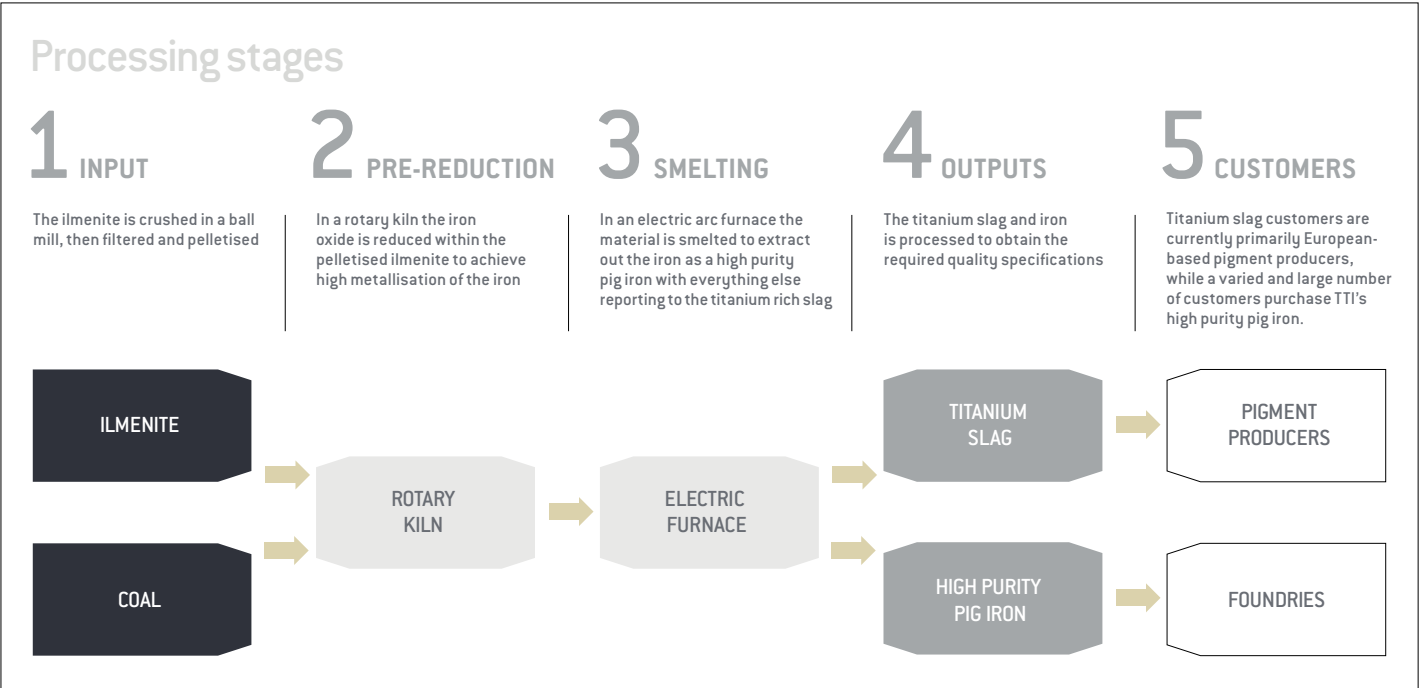 Processing stages
1 INPUT
The ilmenite is crushed in a ball
mill, then filtered and pelletised
2 PRE-REDUCTION
In a rotary kiln the iron
oxide is reduced within the
pelletised ilmenite to achieve
high metallisation of the iron
3 SMELTING
In an electric arc furnace the
material is smelted to extract
out the iron as a high purity
pig iron with everything else
reporting to the titanium rich slag
4 OUTPUTS
The titanium slag and iron
is processed to obtain the
required quality specifications
5 CUSTOMERS
Titanium slag customers are
currently primarily European-
based pigment producers,
while a varied and large number
of customers purchase TTI's
high purity pig iron.
ILMENITE
COAL
ROTARY
KILN
ELECTRIC
FURNACE
TITANIUM
SLAG
HIGH PURITY
PIG IRON
PIGMENT
PRODUCERS
FOUNDRIES